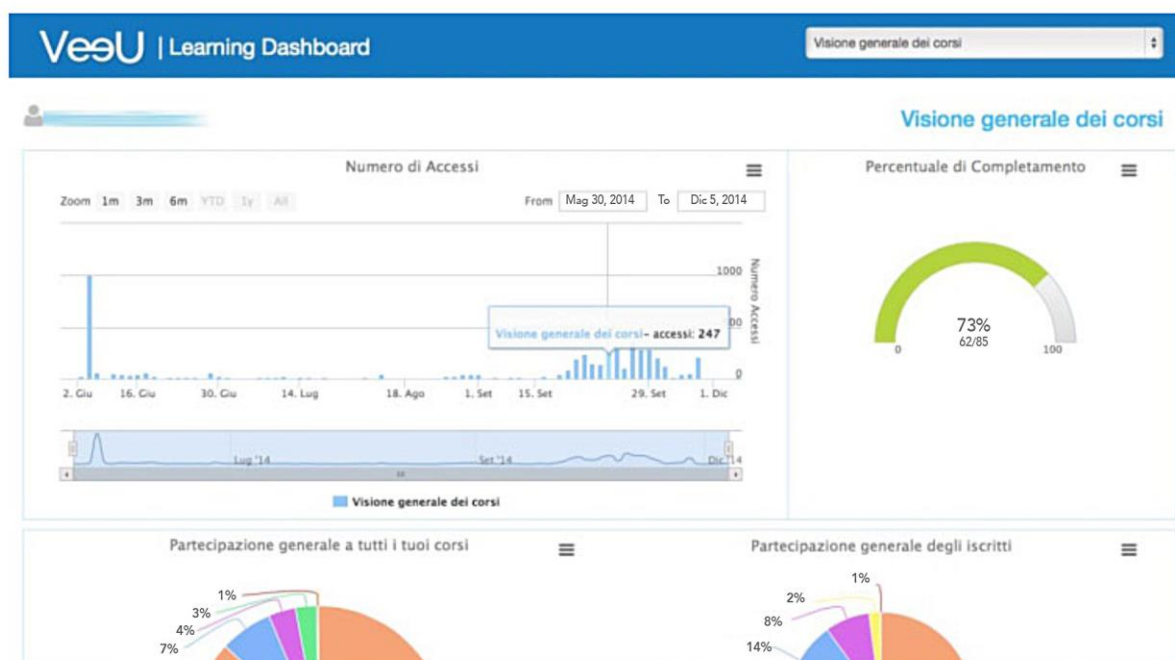 VeeU | Learning Dashboard
Visione generale dei corsi
Visione generale dei corsi
Numero di Accessi
Zoom 1m 3m 6m YTD 1y All
From Mag 30, 2014 To Dic 5, 2014
1000
Numero Accessi
Visione generale dei corsi- accessi: 247
00
0
2. Giu 16. Giu 30. Giu 14. Lug 18. Ago 1. Set 15. Set 29. Set 1. Dic
Lug '14 Set '14 Dic '14
Visione generale dei corsi
Percentuale di Completamento
73%
62/85
0 100
Partecipazione generale a tutti i tuoi corsi
1%
3%
4%
7%
Partecipazione generale degli iscritti
1%
2%
8%
14%